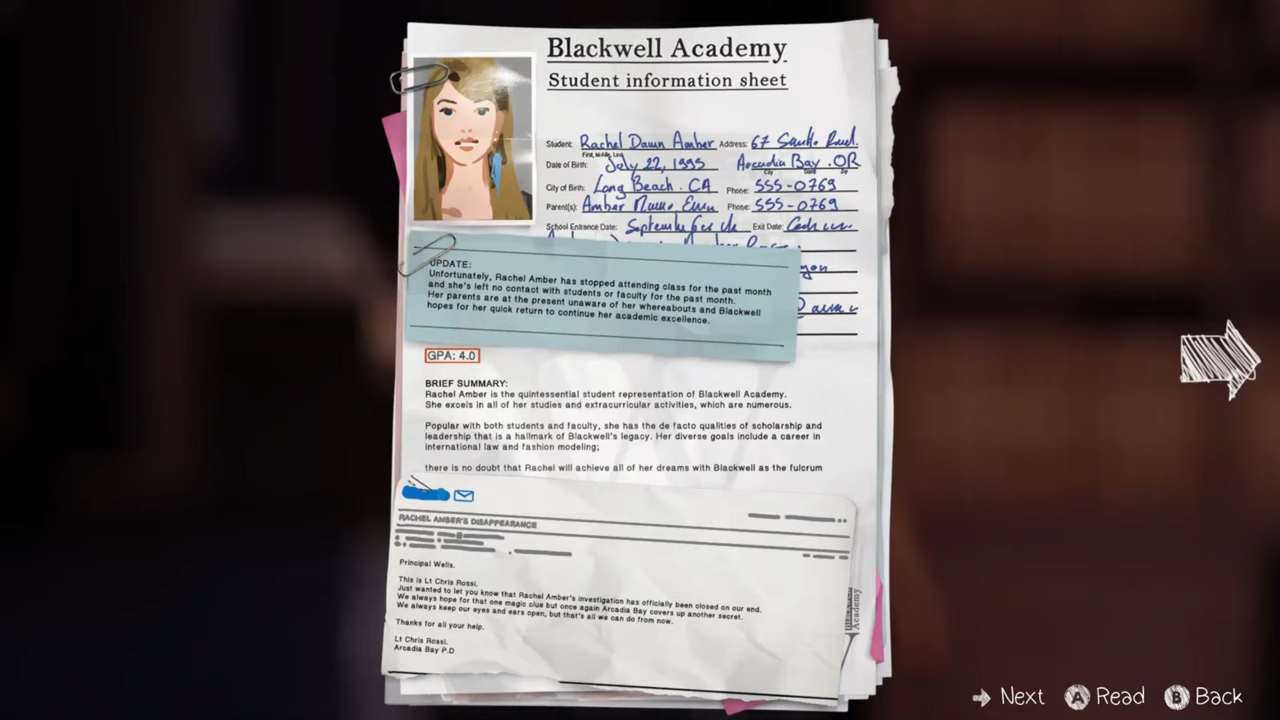 Blackwell Academy
Student information sheet
Student: Rachel Dawn Amber Address: 67
First, Middle, Last
Date of Birth: July 22, 1995 Arcadia Bay . OR
City State Zip
City of Birth: Long Beach . CA Phone: 555-0769
Parent(s): Amber Phone: 555-0769
School Entrance Date: September Exit Date:
UPDATE:
Unfortunately, Rachel Amber has stopped attending class for the past month
and she's left no contact with students or faculty for the past month.
Her parents are at the present unaware of her whereabouts and Blackwell
hopes for her quick return to continue her academic excellence.
GPA: 4.0
BRIEF SUMMARY:
Rachel Amber is the quintessential student representation of Blackwell Academy.
She excels in all of her studies and extracurricular activities, which are numerous.
Popular with both students and faculty, she has the de facto qualities of scholarship and
leadership that is a hallmark of Blackwell's legacy. Her diverse goals include a career in
international law and fashion modeling;
there is no doubt that Rachel will achieve all of her dreams with Blackwell as the fulcrum
RACHEL AMBER'S DISAPPEARANCE
Principal Wells.
This is Lt Chris Rossi.
Just wanted to let you know that Rachel Amber's investigation has officially been closed on our end.
We always hope for that one magic clue but once again Arcadia Bay covers up another secret.
We always keep our eyes and ears open, but that's all we can do from now.
Thanks for all your help.
Lt Chris Rossi.
Arcadia Bay P.D
Academy
Next A Read B Back